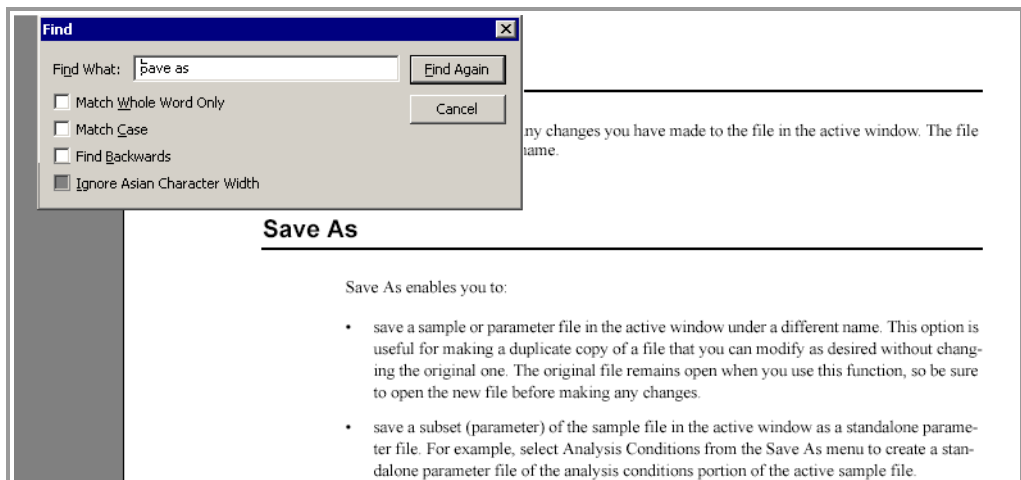 Find
Find What: Save as
Find Again
Match Whole Word Only
Cancel
Match Case
Find Backwards
Ignore Asian Character Width
ny changes you have made to the file in the active window. The file
name.
Save As
Save As enables you to:
• save a sample or parameter file in the active window under a different name. This option is
useful for making a duplicate copy of a file that you can modify as desired without chang-
ing the original one. The original file remains open when you use this function, so be sure
to open the new file before making any changes.
• save a subset (parameter) of the sample file in the active window as a standalone parame-
ter file. For example, select Analysis Conditions from the Save As menu to create a stan-
dalone parameter file of the analysis conditions portion of the active sample file.